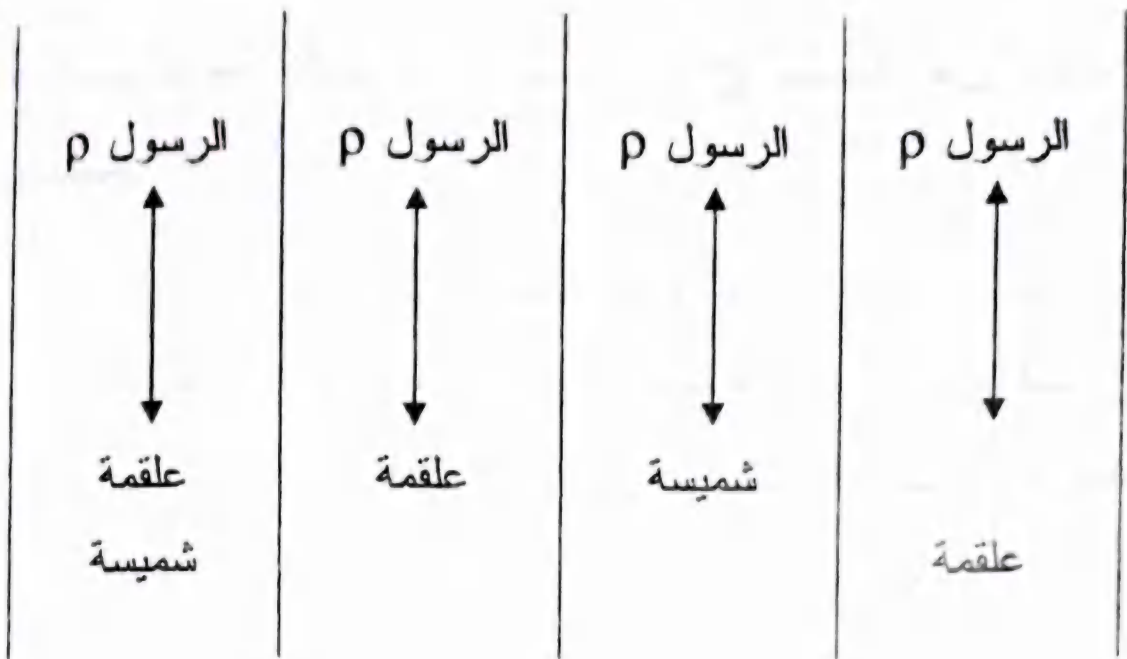 الرسول ρ
علقمة
الرسول ρ
شميسة
الرسول ρ
علقمة
الرسول ρ
علقمة
شميسة